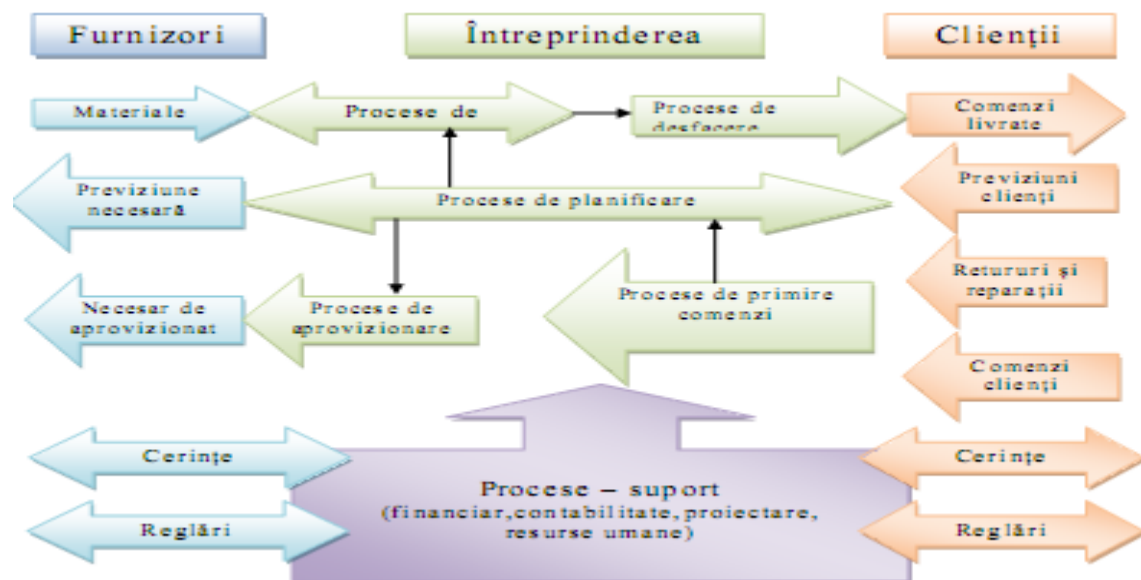 Furnizori
Întreprinderea
Clienții
Materiale
Procese de
Procese de
desfacere
Comenzi
livrate
Previziune
necesară
Procese de planificare
Previziuni
clienți
Necesar de
aprovizionat
Procese de
aprovizionare
Procese de primire
comenzi
Retururi și
reparații
Comenzi
clienți
Cerințe
Cerințe
Procese – suport
(financiar,contabilitate,proiectare,
resurse umane)
Reglări
Reglări